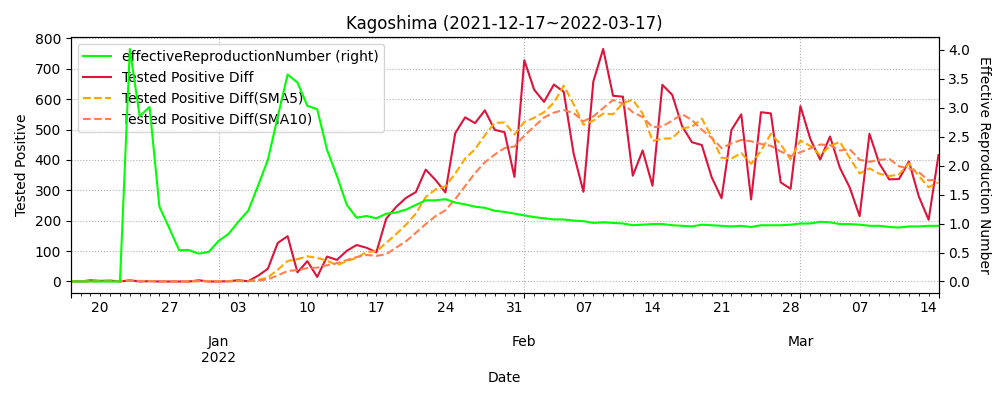 Kagoshima (2021-12-17~2022-03-17)
effectiveReproductionNumber (right)
Tested Positive Diff
Tested Positive Diff(SMA5)
Tested Positive Diff(SMA10)
Tested Positive
800
700
600
500
400
300
200
100
0
4.0
3.5
3.0
2.5
2.0
1.5
1.0
0.5
0.0
Effective Reproduction Number
20 27 03 10 17 24 31 07 14 21 28 07 14
Jan Feb Mar
2022
Date